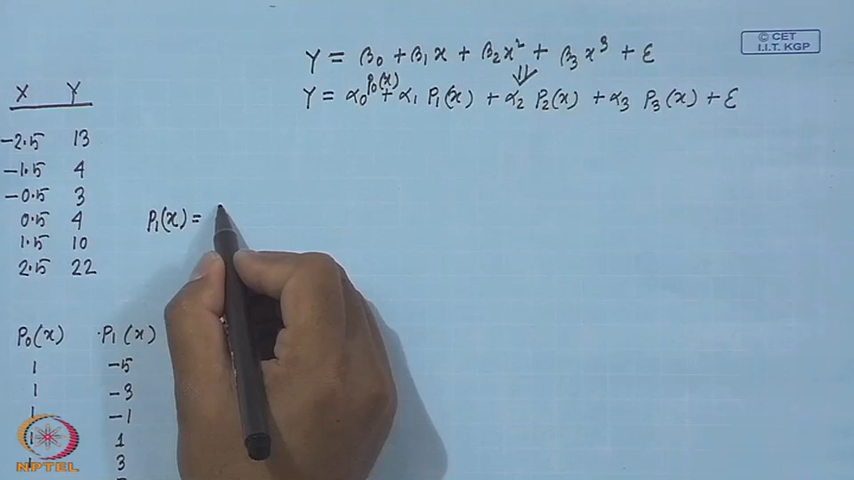 Y = β₀ + β₁x + β₂x² + β₃x³ + ε
© CET
I.I.T. KGP
⇓
Y = α₀P₀(x) + α₁ P₁(x) + α₂ P₂(x) + α₃ P₃(x) + ε
X Y
-2.5 13
-1.5 4
-0.5 3
0.5 4
1.5 10
2.5 22
P₁(x) =
P₀(x) P₁(x)
1 -5
1 -3
1 -1
1 1
3
NPTEL